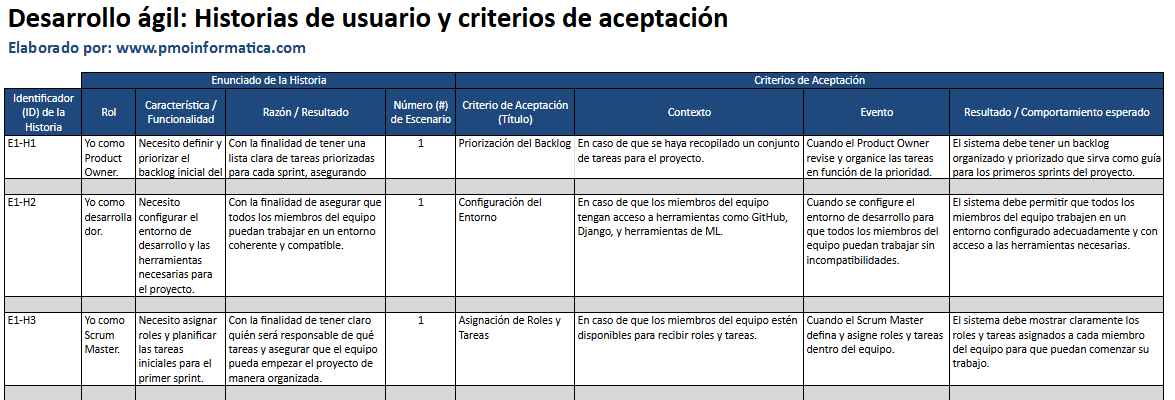 Desarrollo ágil: Historias de usuario y criterios de aceptación
Elaborado por: www.pmoinformatica.com
Enunciado de la Historia
Criterios de Aceptación
Identificador
(ID) de la
Historia
Rol
Característica /
Funcionalidad
Razón / Resultado
Número (#)
de Escenario
Criterio de Aceptación
(Título)
Contexto
Evento
Resultado / Comportamiento esperado
E1-H1
Yo como
Product
Owner.
Necesito definir y
priorizar el
backlog inicial del
Con la finalidad de tener una
lista clara de tareas priorizadas
para cada sprint, asegurando
1
Priorización del Backlog
En caso de que se haya recopilado un conjunto
de tareas para el proyecto.
Cuando el Product Owner
revise y organice las tareas
en función de la prioridad.
El sistema debe tener un backlog
organizado y priorizado que sirva como guía
para los primeros sprints del proyecto.
E1-H2
Yo como
desarrolla
dor.
Necesito
configurar el
entorno de
desarrollo y las
herramientas
necesarias para
el proyecto.
Con la finalidad de asegurar que
todos los miembros del equipo
puedan trabajar en un entorno
coherente y compatible.
1
Configuración del
Entorno
En caso de que los miembros del equipo
tengan acceso a herramientas como GitHub,
Django, y herramientas de ML.
Cuando se configure el
entorno de desarrollo para
que todos los miembros del
equipo puedan trabajar sin
incompatibilidades.
El sistema debe permitir que todos los
miembros del equipo trabajen en un
entorno configurado adecuadamente y con
acceso a las herramientas necesarias.
E1-H3
Yo como
Scrum
Master.
Necesito asignar
roles y planificar
las tareas
iniciales para el
primer sprint.
Con la finalidad de tener claro
quién será responsable de qué
tareas y asegurar que el equipo
pueda empezar el proyecto de
manera organizada.
1
Asignación de Roles y
Tareas
En caso de que los miembros del equipo estén
disponibles para recibir roles y tareas.
Cuando el Scrum Master
defina y asigne roles y tareas
dentro del equipo.
El sistema debe mostrar claramente los
roles y tareas asignados a cada miembro
del equipo para que puedan comenzar su
trabajo.